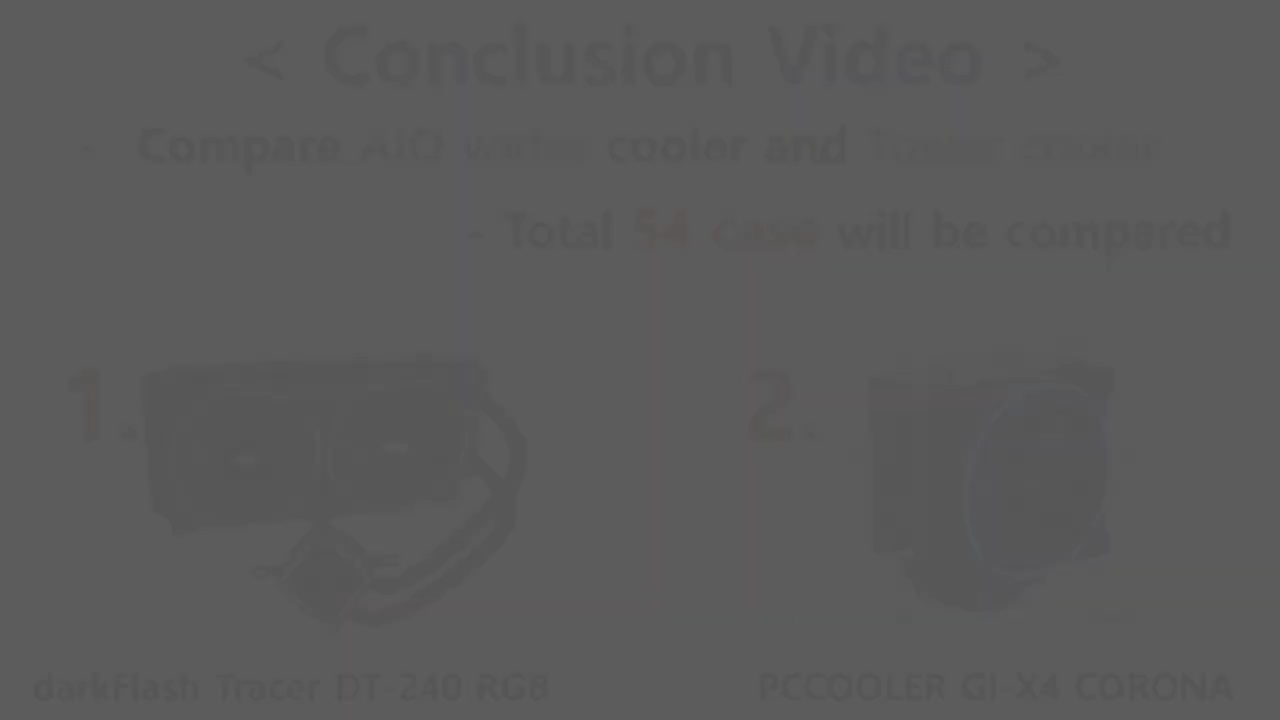 < Conclusion Video >
- Compare AIO water cooler and Tower cooler
- Total 54 case will be compared
1.
2.
darkFlash Tracer DT-240 RGB
PCCOOLER GI-X4 CORONA